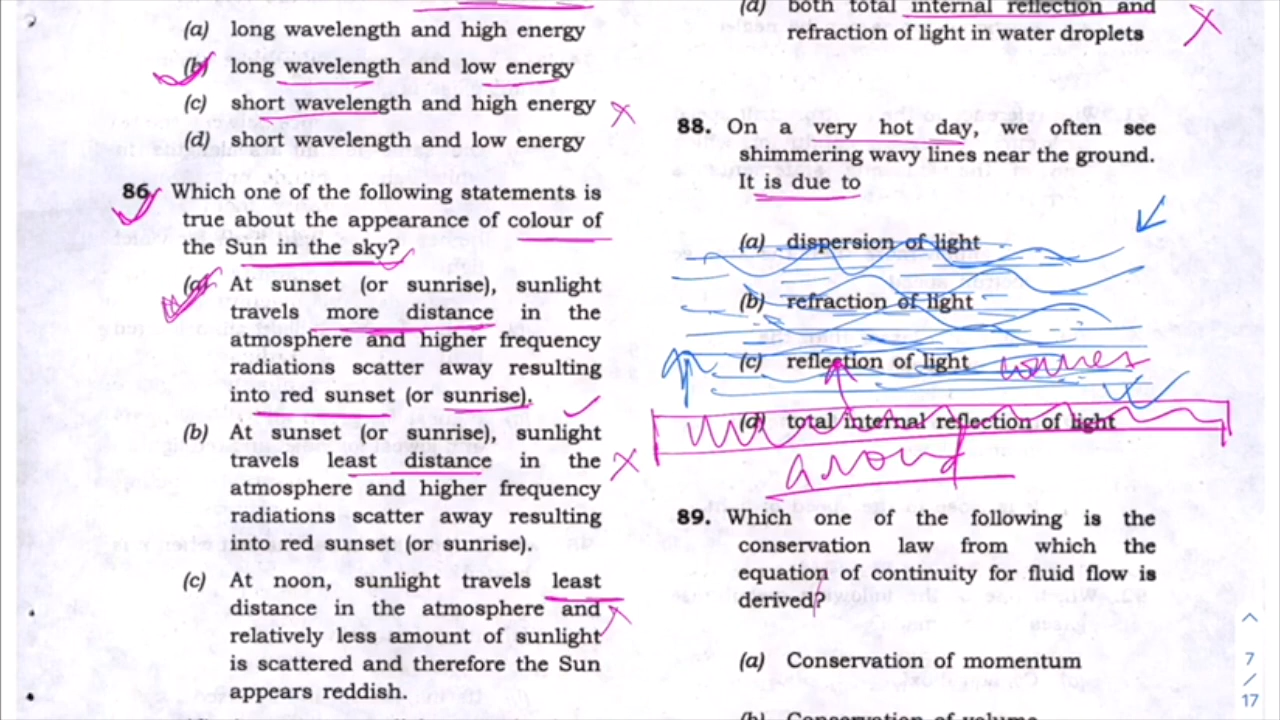 (a) long wavelength and high energy
(b) long wavelength and low energy
(c) short wavelength and high energy
(d) short wavelength and low energy
86. Which one of the following statements is
true about the appearance of colour of
the Sun in the sky?
(a) At sunset (or sunrise), sunlight
travels more distance in the
atmosphere and higher frequency
radiations scatter away resulting
into red sunset (or sunrise).
(b) At sunset (or sunrise), sunlight
travels least distance in the
atmosphere and higher frequency
radiations scatter away resulting
into red sunset (or sunrise).
(c) At noon, sunlight travels least
distance in the atmosphere and
relatively less amount of sunlight
is scattered and therefore the Sun
appears reddish.
(d) both total internal reflection and
refraction of light in water droplets
88. On a very hot day, we often see
shimmering wavy lines near the ground.
It is due to
(a) dispersion of light
(b) refraction of light
(c) reflection of light
(d) total internal reflection of light
89. Which one of the following is the
conservation law from which the
equation of continuity for fluid flow is
derived?
(a) Conservation of momentum
(b) Conservation of volume
7
/
17